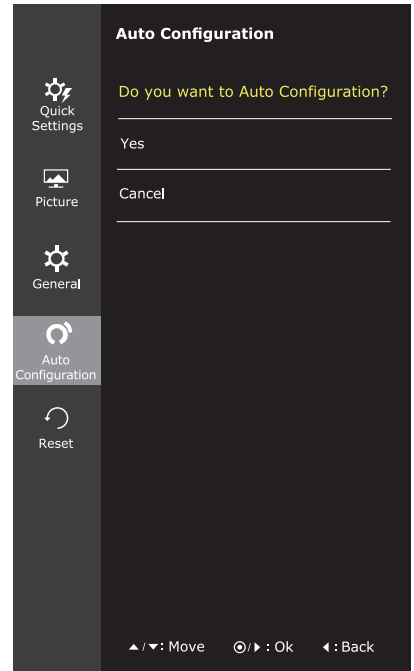 Auto Configuration
Do you want to Auto Configuration?
Yes
Cancel
Quick
Settings
Picture
General
Auto
Configuration
Reset
▲/▼: Move ◉/▶ : Ok ◀ : Back